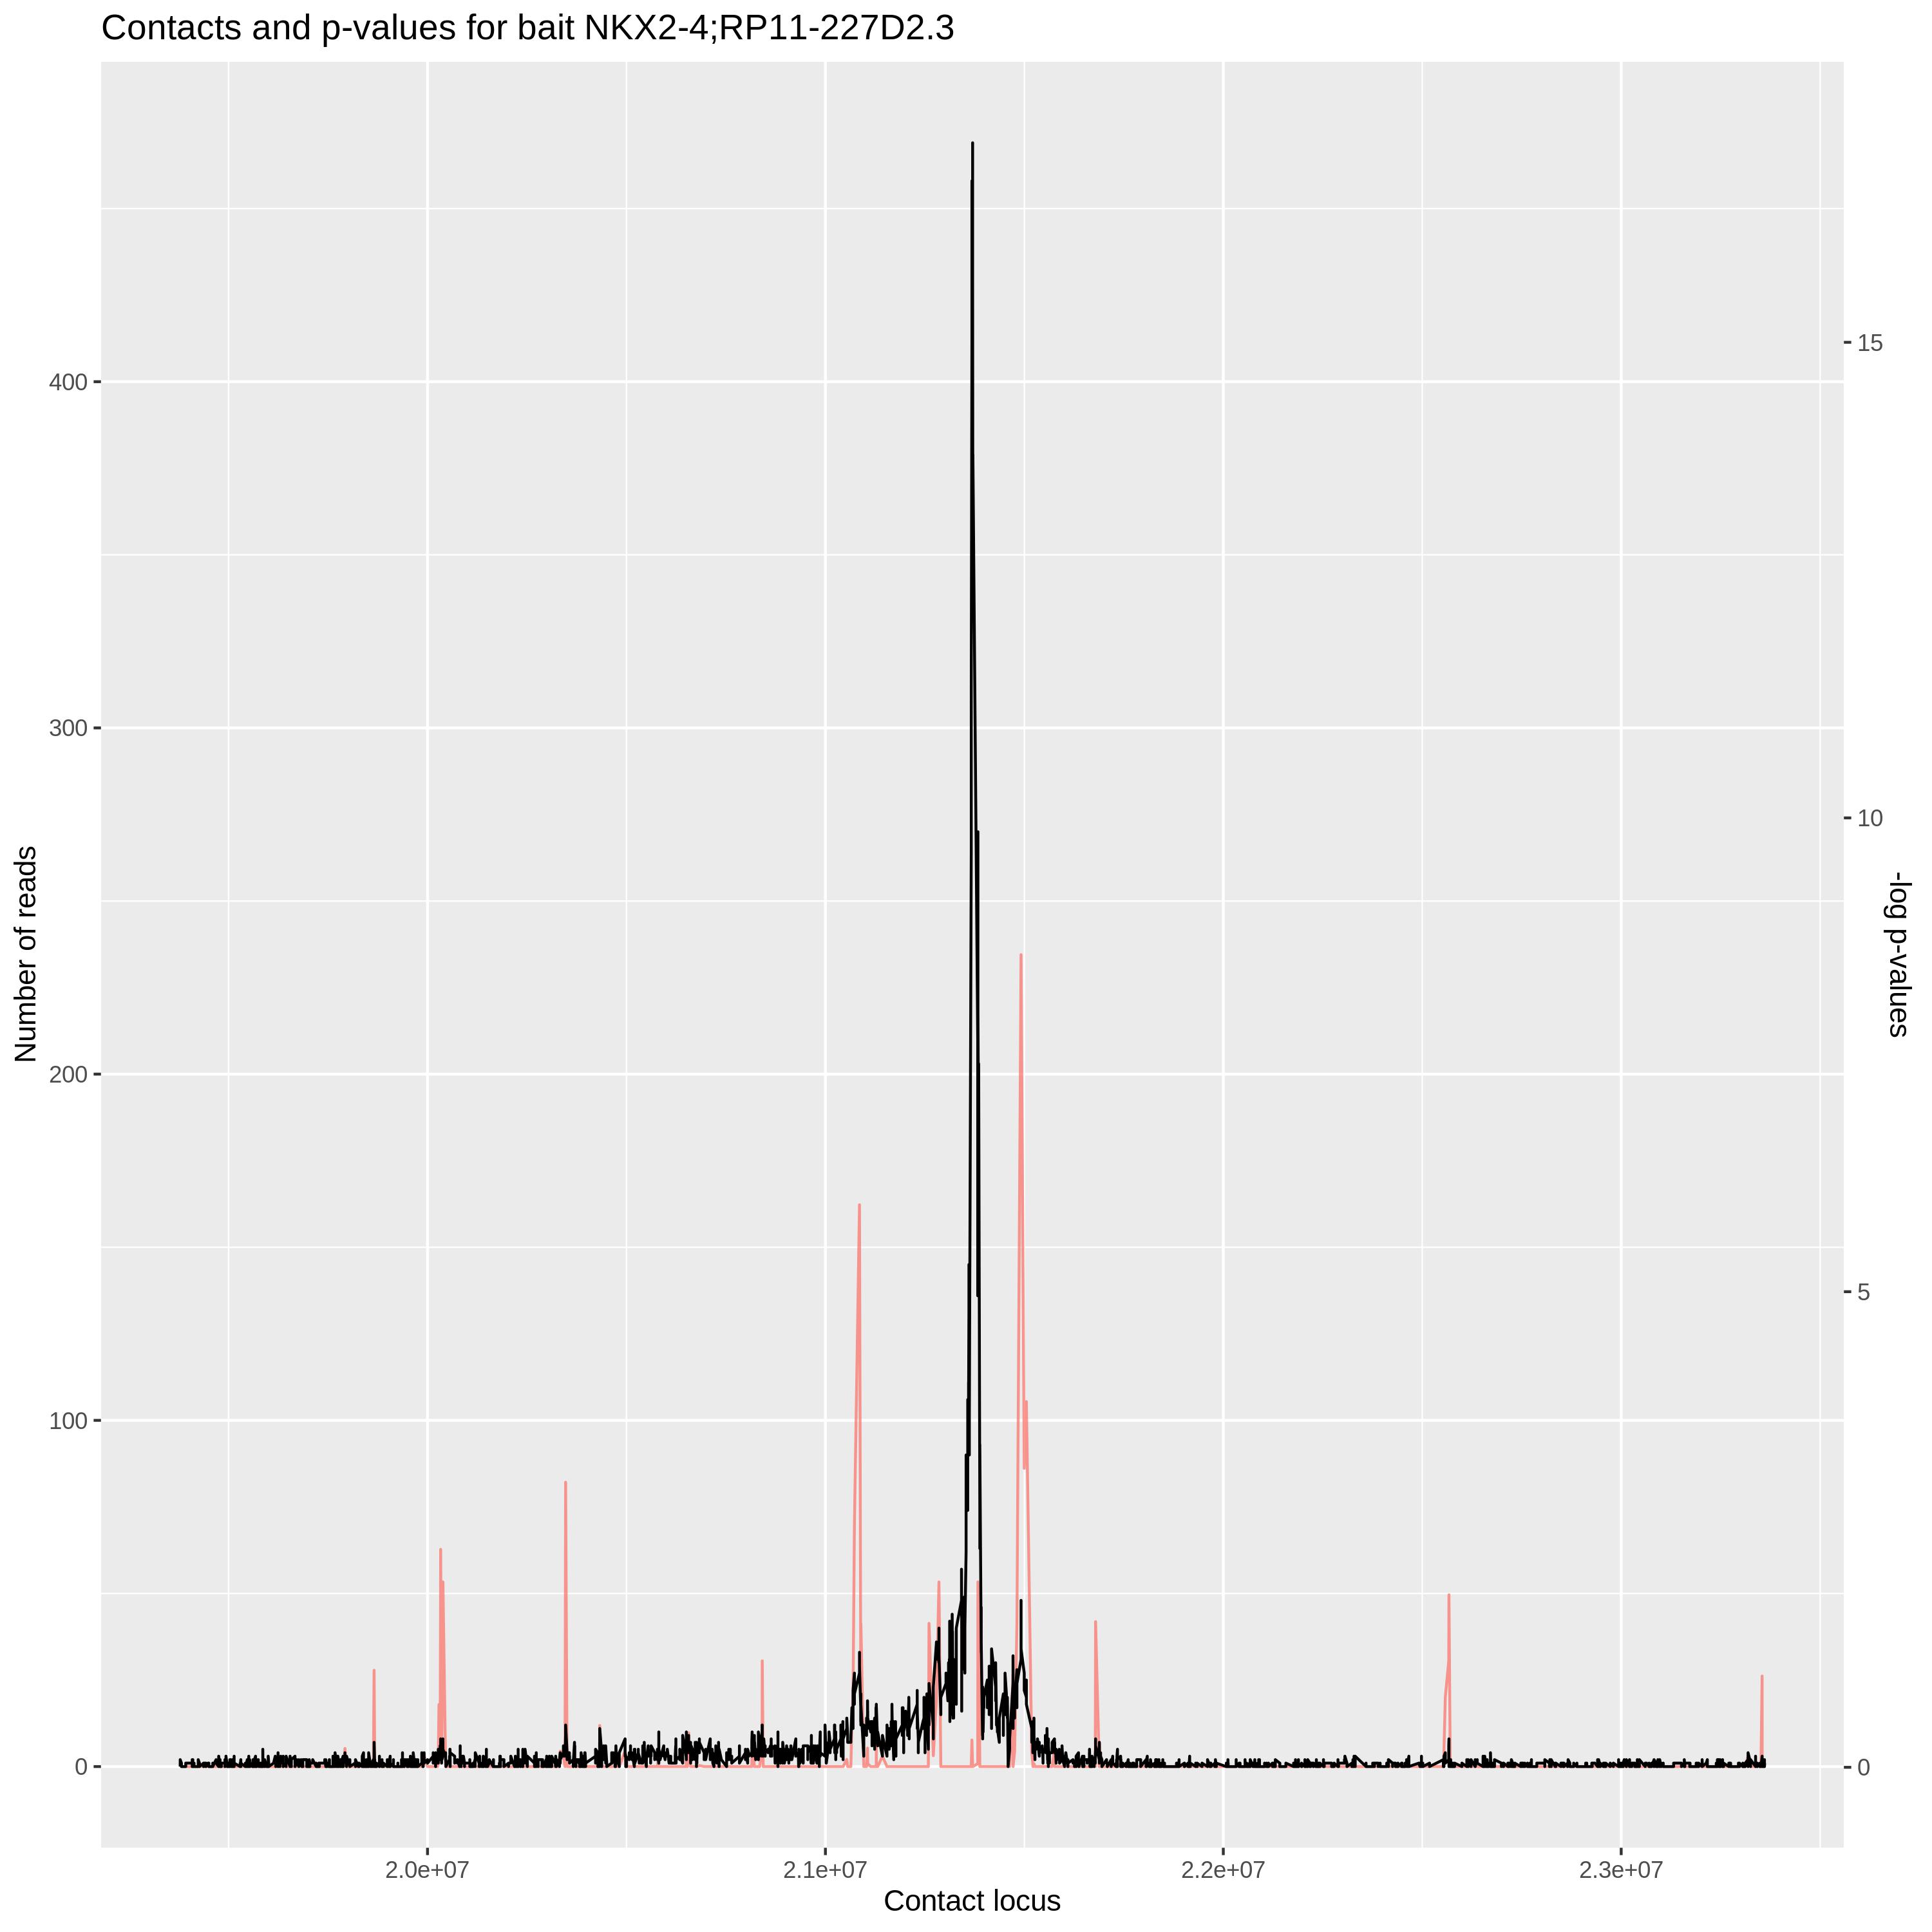 Contacts and p-values for bait NKX2-4;RP11-227D2.3
400
300
200
100
0
Number of reads
15
10
5
0
-log p-values
2.0e+07 2.1e+07 2.2e+07 2.3e+07
Contact locus